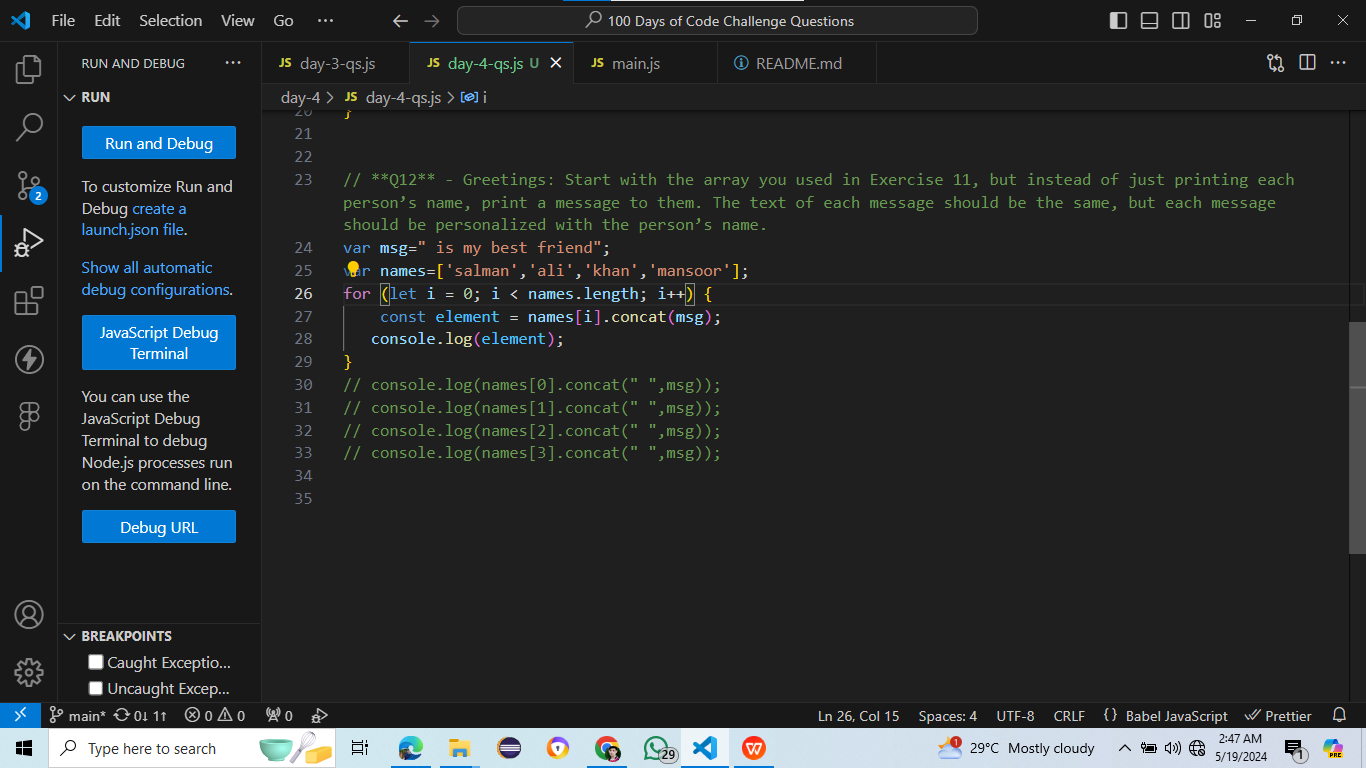 File Edit Selection View Go ···
100 Days of Code Challenge Questions
RUN AND DEBUG ···
JS day-3-qs.js
JS day-4-qs.js U
JS main.js
README.md
day-4 > JS day-4-qs.js > i
RUN
Run and Debug
To customize Run and
Debug create a
launch.json file.
Show all automatic
debug configurations.
JavaScript Debug
Terminal
You can use the
JavaScript Debug
Terminal to debug
Node.js processes run
on the command line.
Debug URL
BREAKPOINTS
Caught Exceptio...
Uncaught Excep...
2
20 }
21
22
23 // **Q12** - Greetings: Start with the array you used in Exercise 11, but instead of just printing each
person’s name, print a message to them. The text of each message should be the same, but each message
should be personalized with the person’s name.
24 var msg=" is my best friend";
25 var names=['salman','ali','khan','mansoor'];
26 for (let i = 0; i < names.length; i++) {
27 const element = names[i].concat(msg);
28 console.log(element);
29 }
30 // console.log(names[0].concat(" ",msg));
31 // console.log(names[1].concat(" ",msg));
32 // console.log(names[2].concat(" ",msg));
33 // console.log(names[3].concat(" ",msg));
34
35
main* 0↓ 1↑ 0 0 0 Ln 26, Col 15 Spaces: 4 UTF-8 CRLF {} Babel JavaScript Prettier
Type here to search 29 1 29°C Mostly cloudy 2:47 AM 1 PRE
5/19/2024